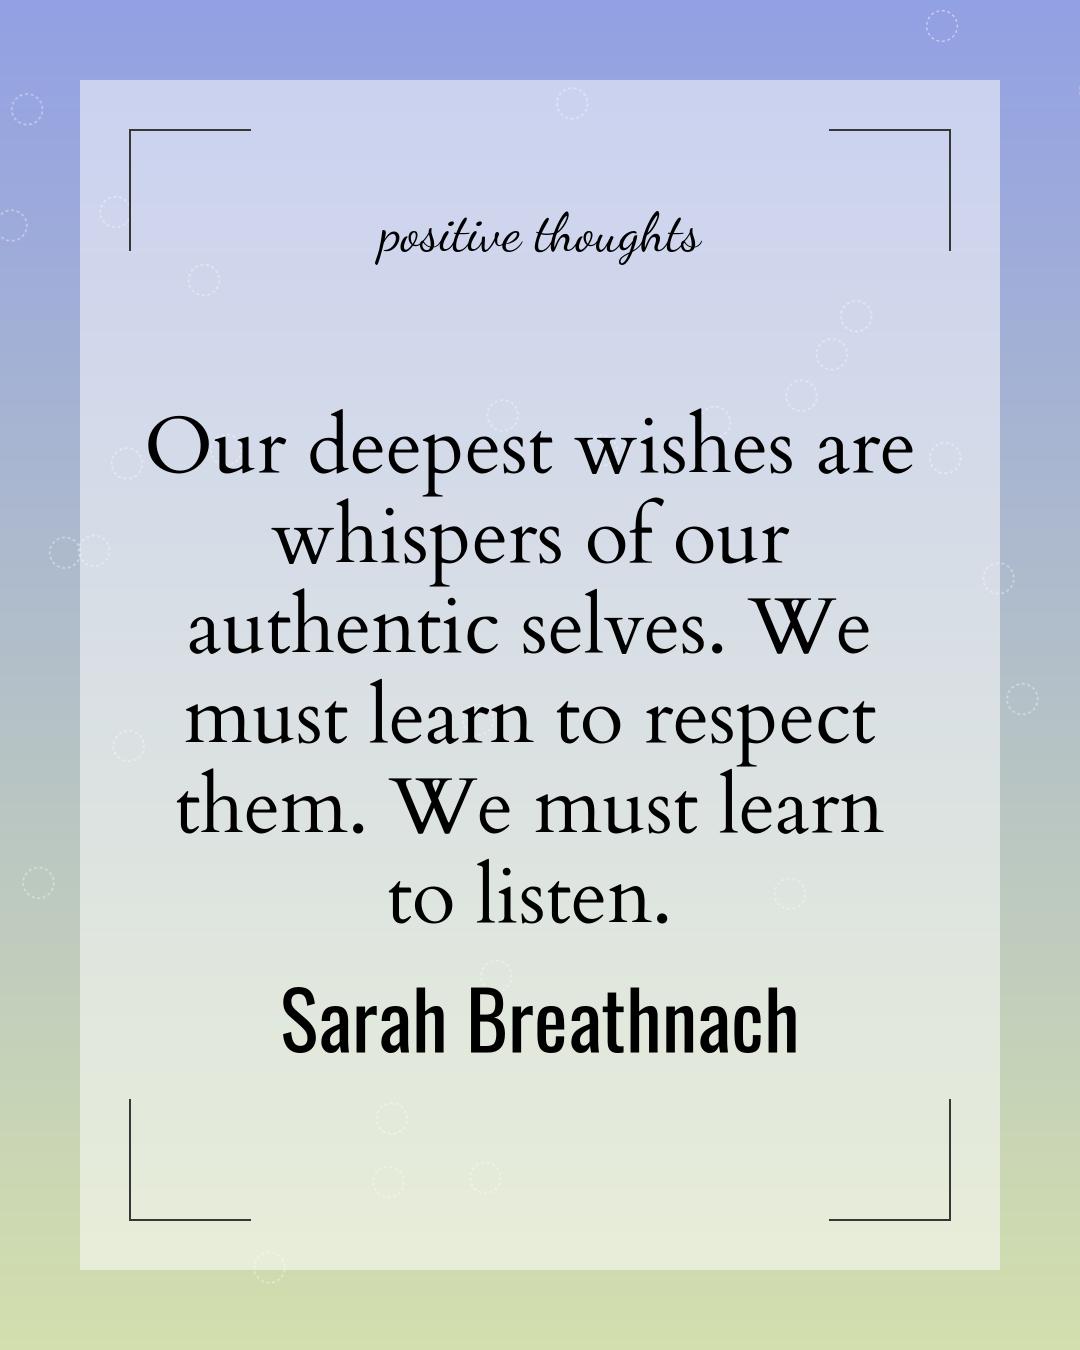 positive thoughts
Our deepest wishes are
whispers of our
authentic selves. We
must learn to respect
them. We must learn
to listen.
Sarah Breathnach